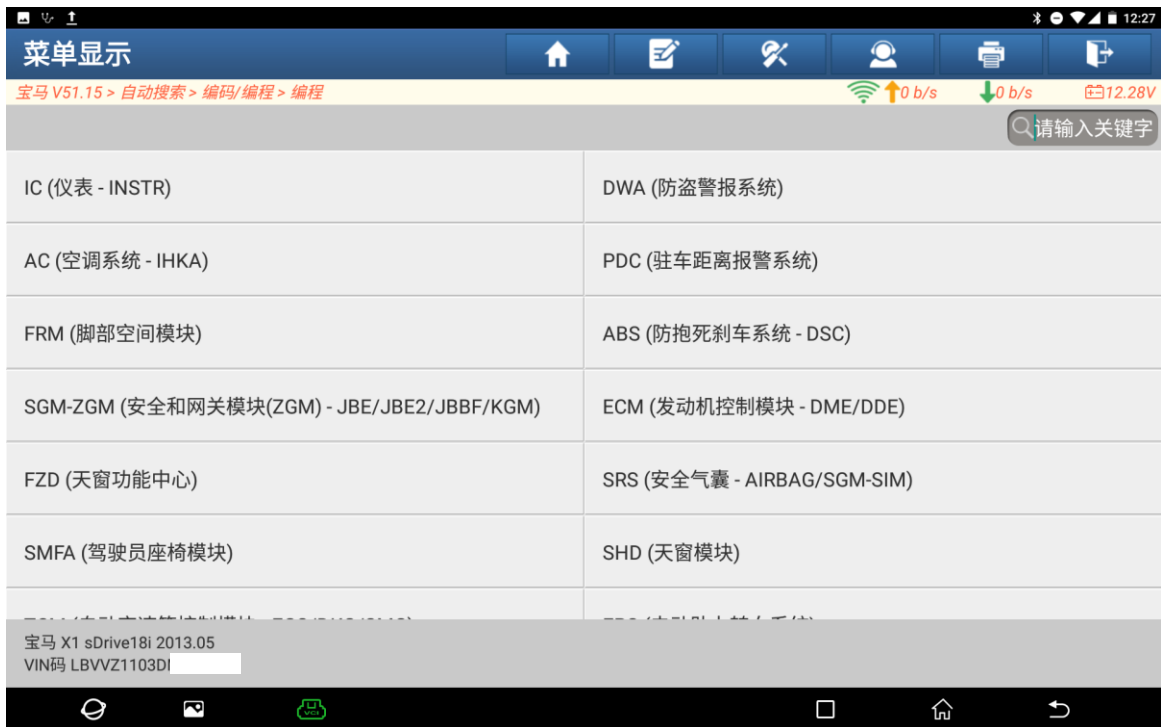 12:27
菜单显示
宝马 V51.15 > 自动搜索 > 编码/编程 > 编程
0 b/s
0 b/s
12.28V
请输入关键字
IC (仪表 - INSTR)
DWA (防盗警报系统)
AC (空调系统 - IHKA)
PDC (驻车距离报警系统)
FRM (脚部空间模块)
ABS (防抱死刹车系统 - DSC)
SGM-ZGM (安全和网关模块(ZGM) - JBE/JBE2/JBBF/KGM)
ECM (发动机控制模块 - DME/DDE)
FZD (天窗功能中心)
SRS (安全气囊 - AIRBAG/SGM-SIM)
SMFA (驾驶员座椅模块)
SHD (天窗模块)
宝马 X1 sDrive18i 2013.05
VIN码 LBVVZ1103D
VCI